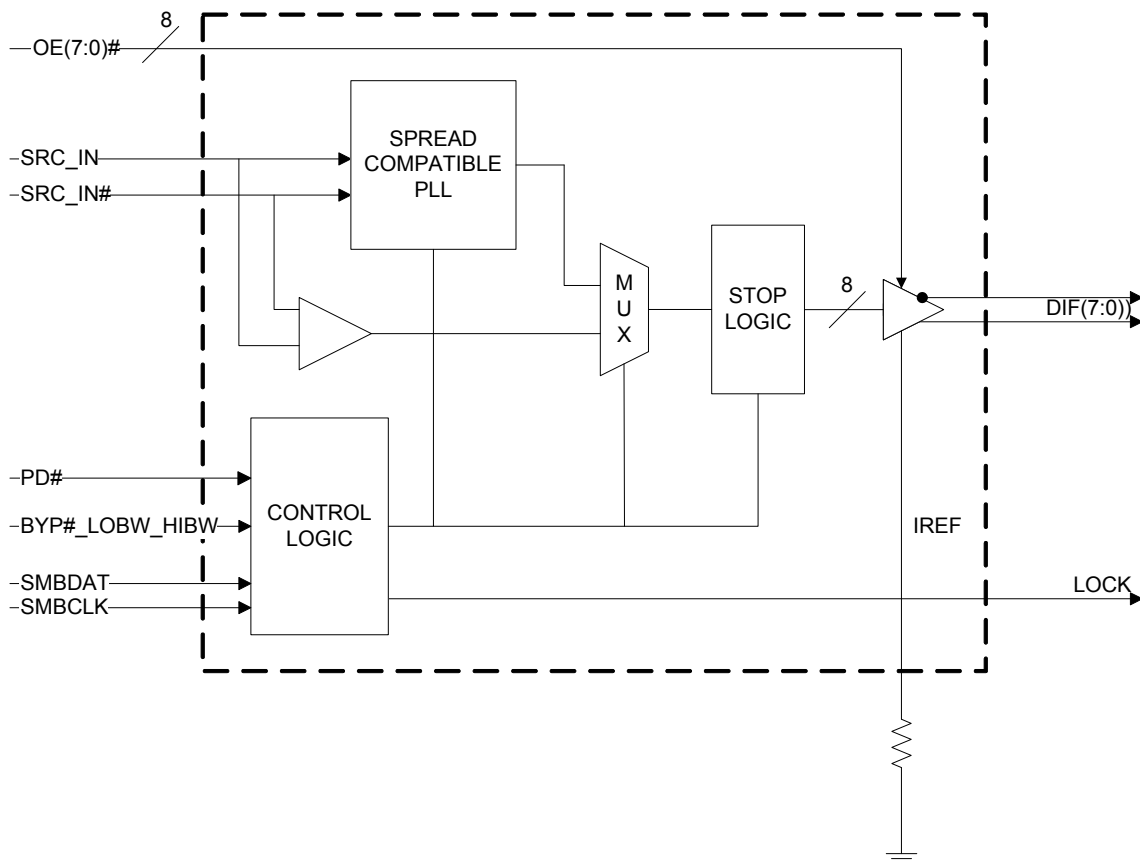 8
OE(7:0)#
SRC_IN
SRC_IN#
SPREAD
COMPATIBLE
PLL
M
U
X
STOP
LOGIC
8
DIF(7:0))
PD#
BYP#_LOBW_HIBW
SMBDAT
SMBCLK
CONTROL
LOGIC
IREF
LOCK